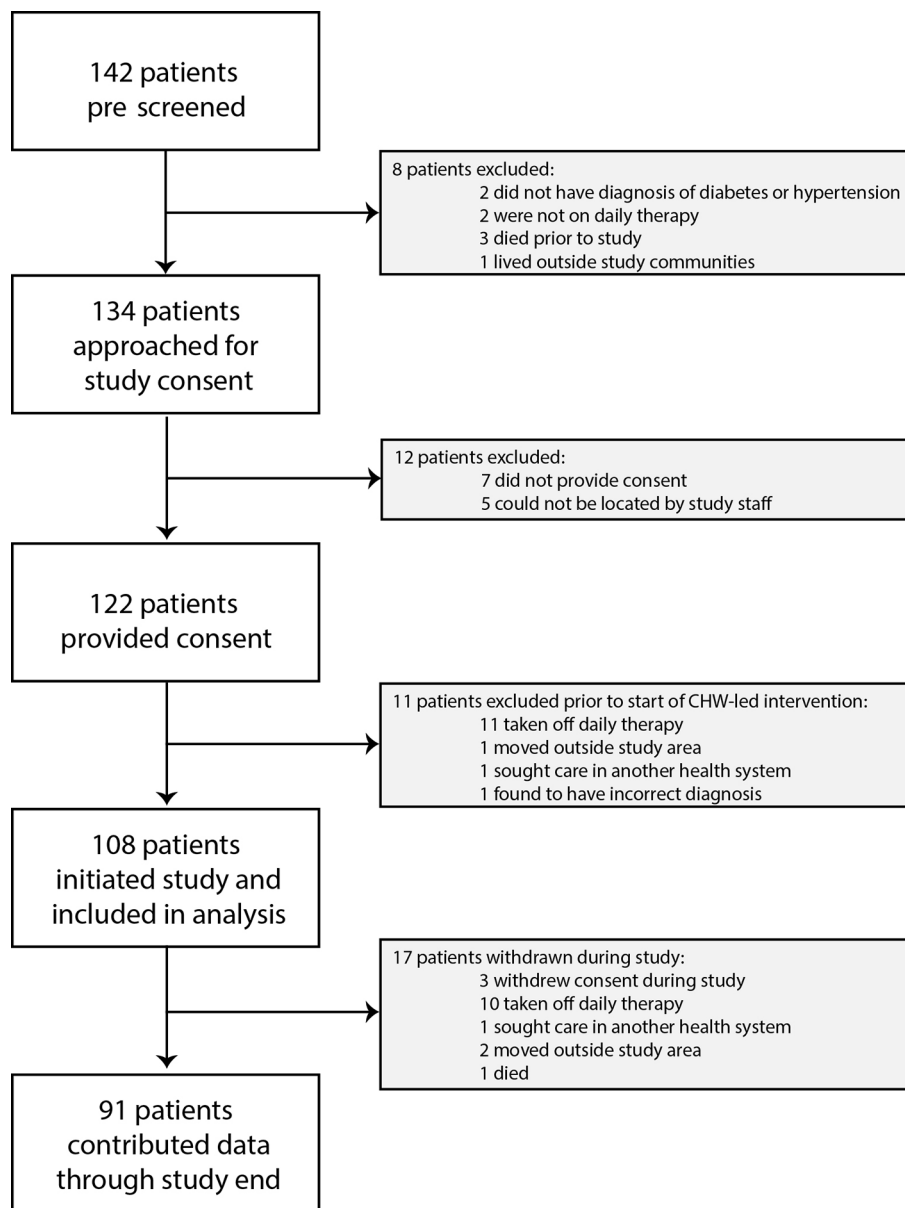 142 patients
pre screened
8 patients excluded:
2 did not have diagnosis of diabetes or hypertension
2 were not on daily therapy
3 died prior to study
1 lived outside study communities
134 patients
approached for
study consent
12 patients excluded:
7 did not provide consent
5 could not be located by study staff
122 patients
provided consent
11 patients excluded prior to start of CHW-led intervention:
11 taken off daily therapy
1 moved outside study area
1 sought care in another health system
1 found to have incorrect diagnosis
108 patients
initiated study and
included in analysis
17 patients withdrawn during study:
3 withdrew consent during study
10 taken off daily therapy
1 sought care in another health system
2 moved outside study area
1 died
91 patients
contributed data
through study end